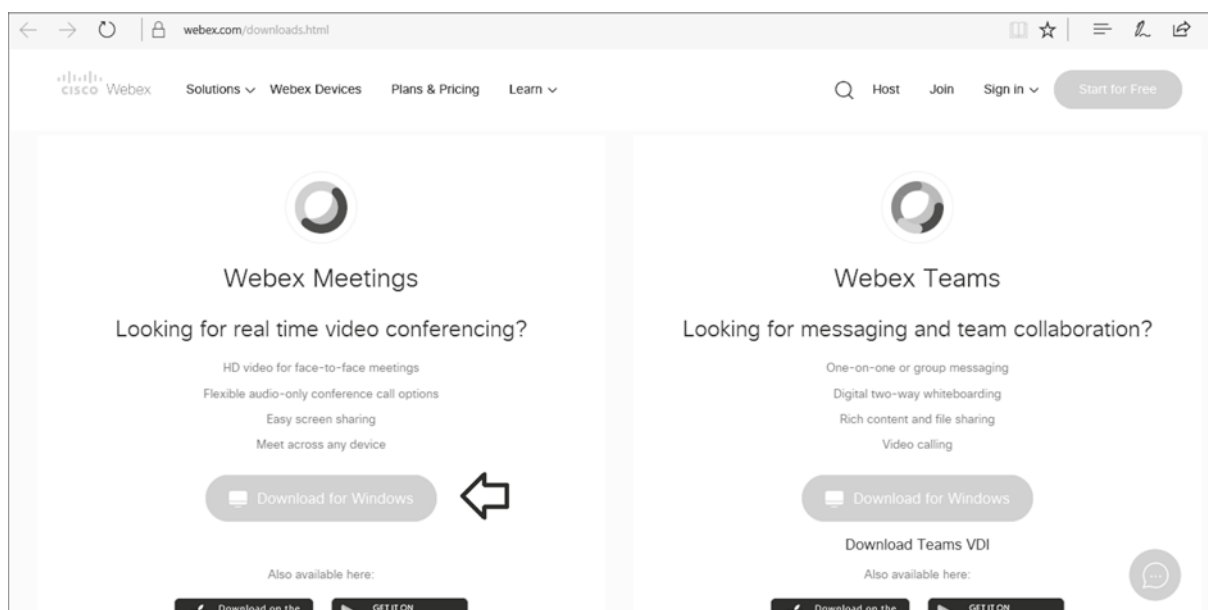 webex.com/downloads.html
cisco Webex Solutions Webex Devices Plans & Pricing Learn Host Join Sign in Start for Free
Webex Meetings
Looking for real time video conferencing?
HD video for face-to-face meetings
Flexible audio-only conference call options
Easy screen sharing
Meet across any device
Download for Windows
Also available here:
Download on the
GET IT ON
Webex Teams
Looking for messaging and team collaboration?
One-on-one or group messaging
Digital two-way whiteboarding
Rich content and file sharing
Video calling
Download for Windows
Download Teams VDI
Also available here:
Download on the
GET IT ON